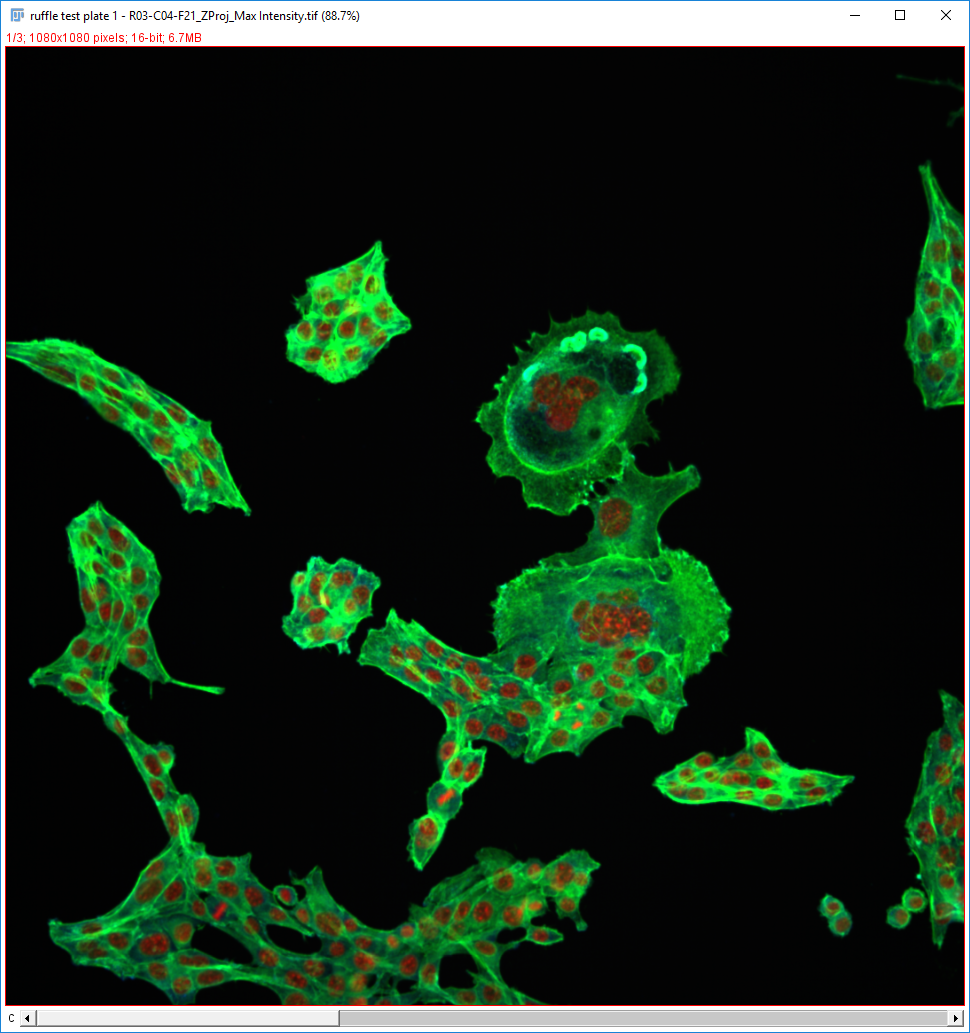 ruffle test plate 1 - R03-C04-F21_ZProj_Max Intensity.tif (88.7%)
1/3; 1080x1080 pixels; 16-bit; 6.7MB
c